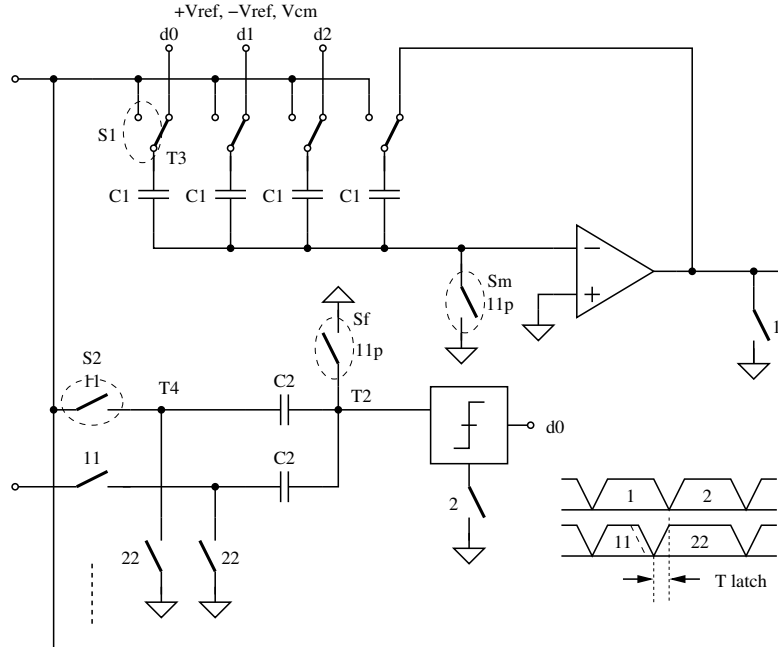 +Vref, −Vref, Vcm
d0 d1 d2
S1
T3
C1 C1 C1 C1
−
+
Sm
11p
Sf
11p
S2
11
T4
C2
T2
d0
11
C2
2
22 22
1
1 2
11 22
T latch